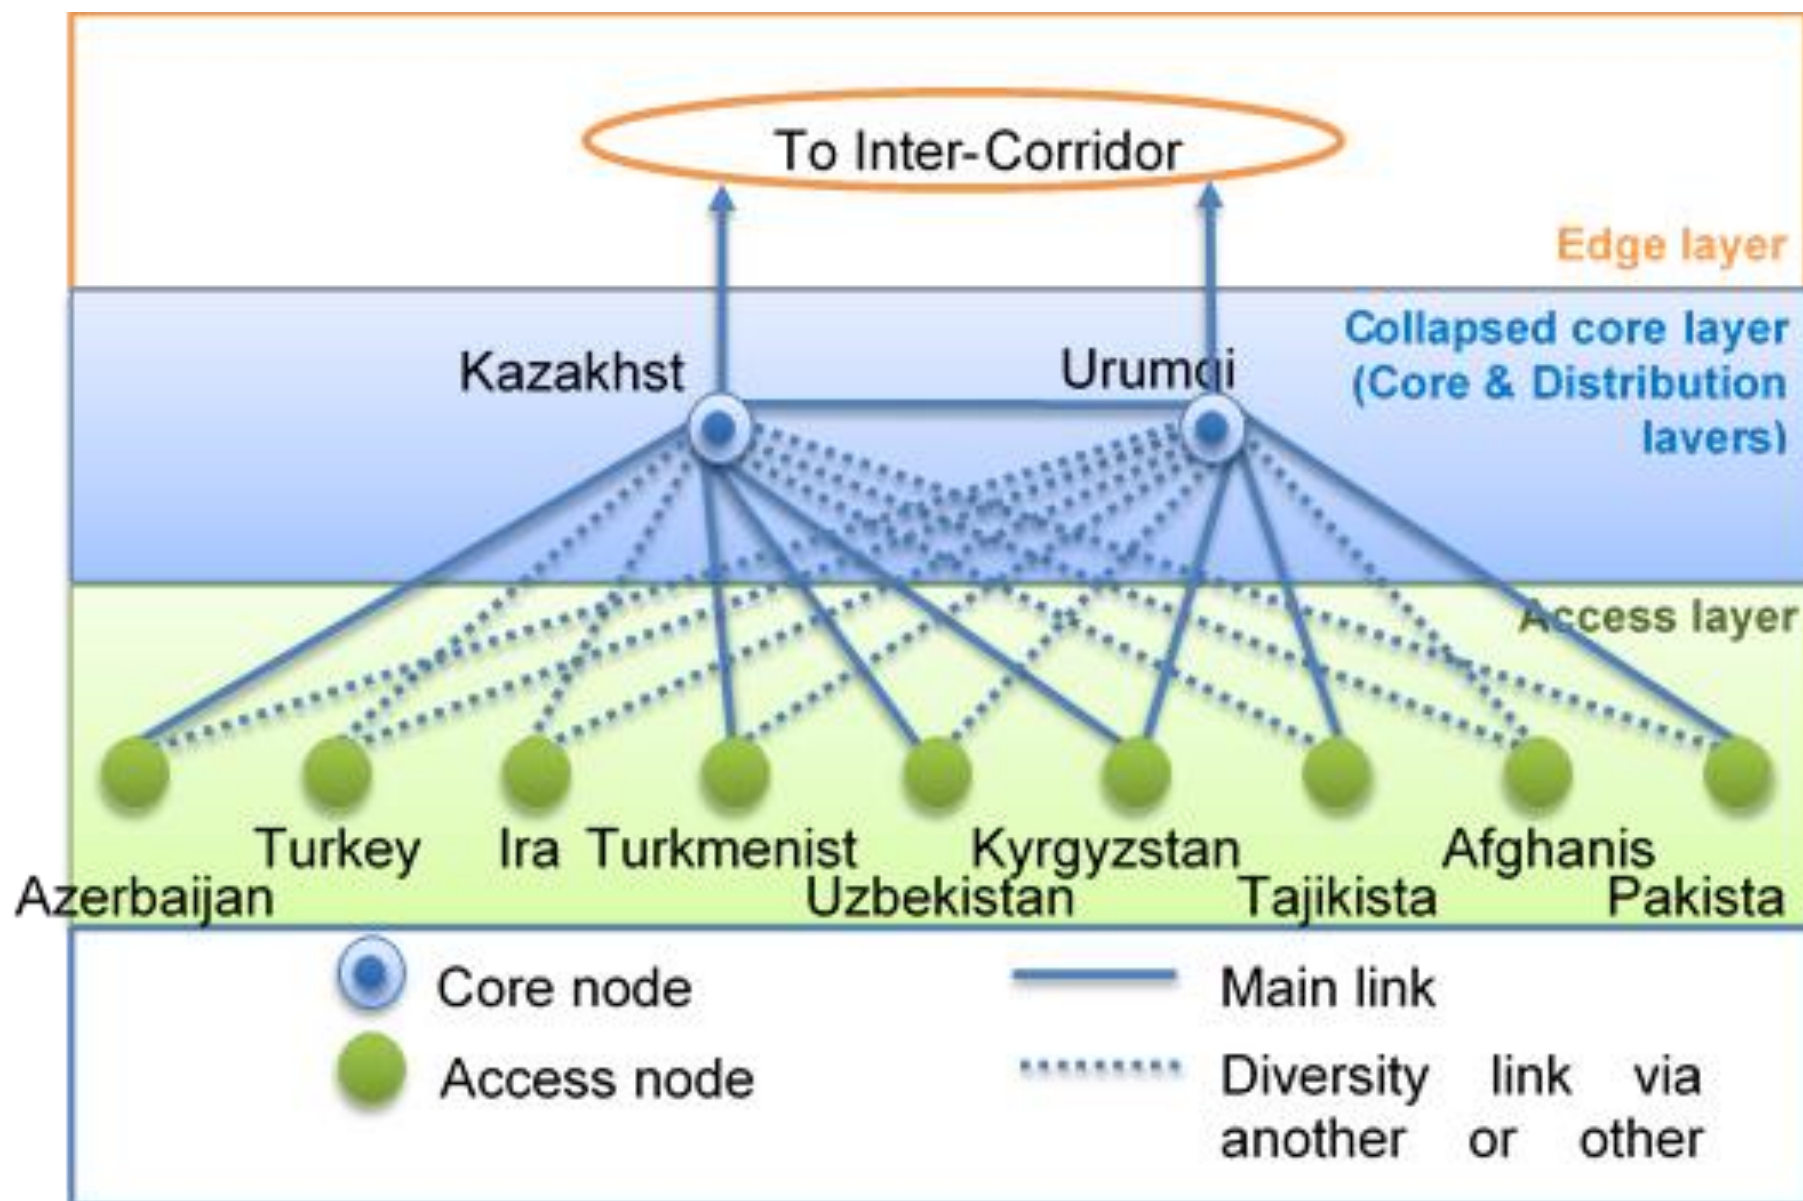 To Inter-Corridor
Edge layer
Collapsed core layer
(Core & Distribution
layers)
Kazakhst
Urumqi
Access layer
Turkey
Ira
Turkmenist
Kyrgyzstan
Afghanis
Azerbaijan
Uzbekistan
Tajikista
Pakista
Core node
Main link
Access node
Diversity link via
another or other